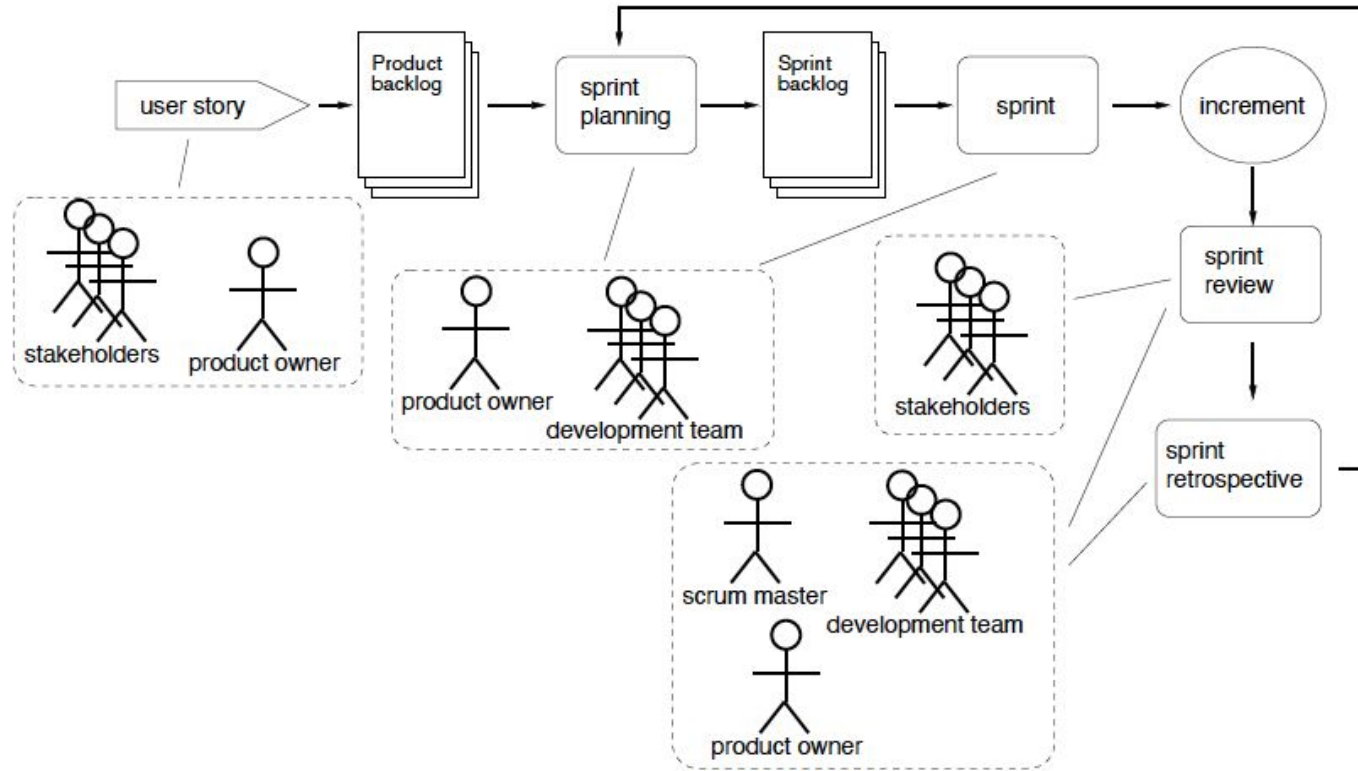 Product
backlog
Sprint
backlog
user story
sprint
planning
sprint
increment
sprint
review
stakeholders
product owner
product owner
development team
stakeholders
sprint
retrospective
scrum master
development team
product owner